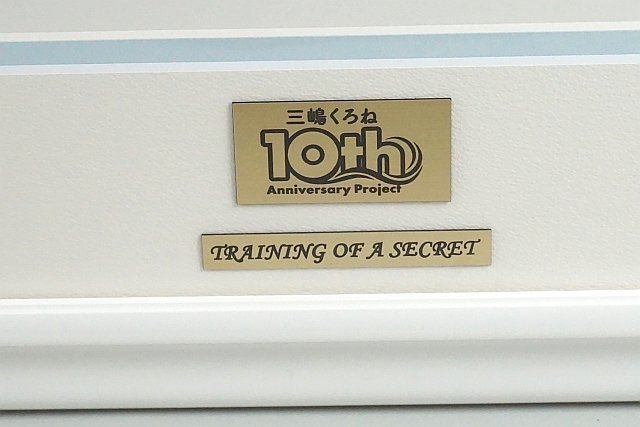 三嶋くろね
10th
Anniversary Project
TRAINING OF A SECRET